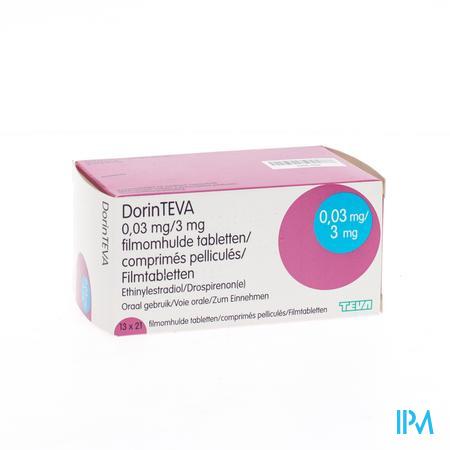 DorinTEVA
0,03 mg/3 mg
filmomhulde tabletten/
comprimés pelliculés/
Filmtabletten
Ethinylestradiol/Drospirenon(e)
Oraal gebruik/Voie orale/Zum Einnehmen
13 x 21 filmomhulde tabletten/comprimés pelliculés/Filmtabletten
0,03 mg/
3 mg
TEVA
DorinTEVA
IPM